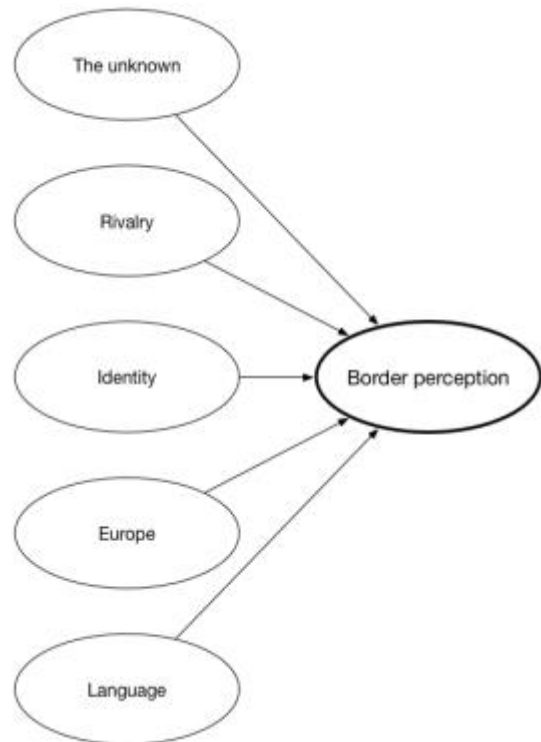 The unknown
Rivalry
Identity
Border perception
Europe
Language